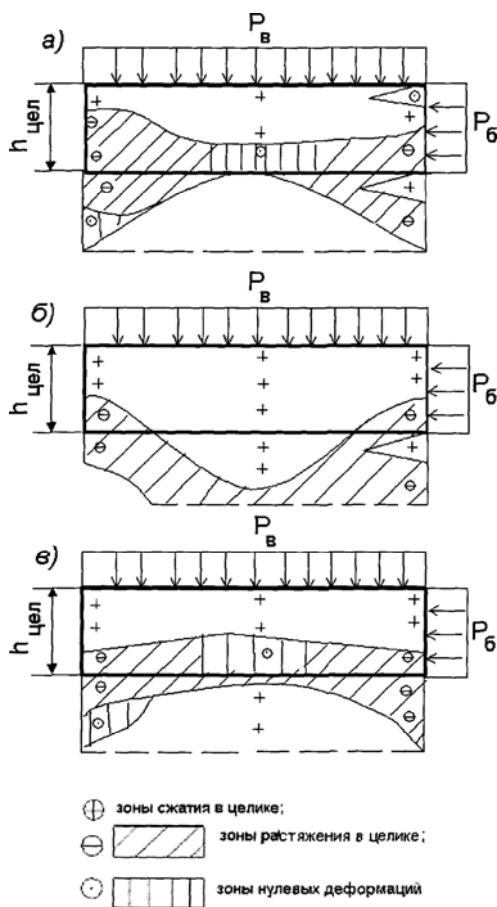 а)
Pв
hцел
Pб
б)
Pв
hцел
Pб
в)
Pв
hцел
Pб
зоны сжатия в целике;
зоны растяжения в целике;
зоны нулевых деформаций